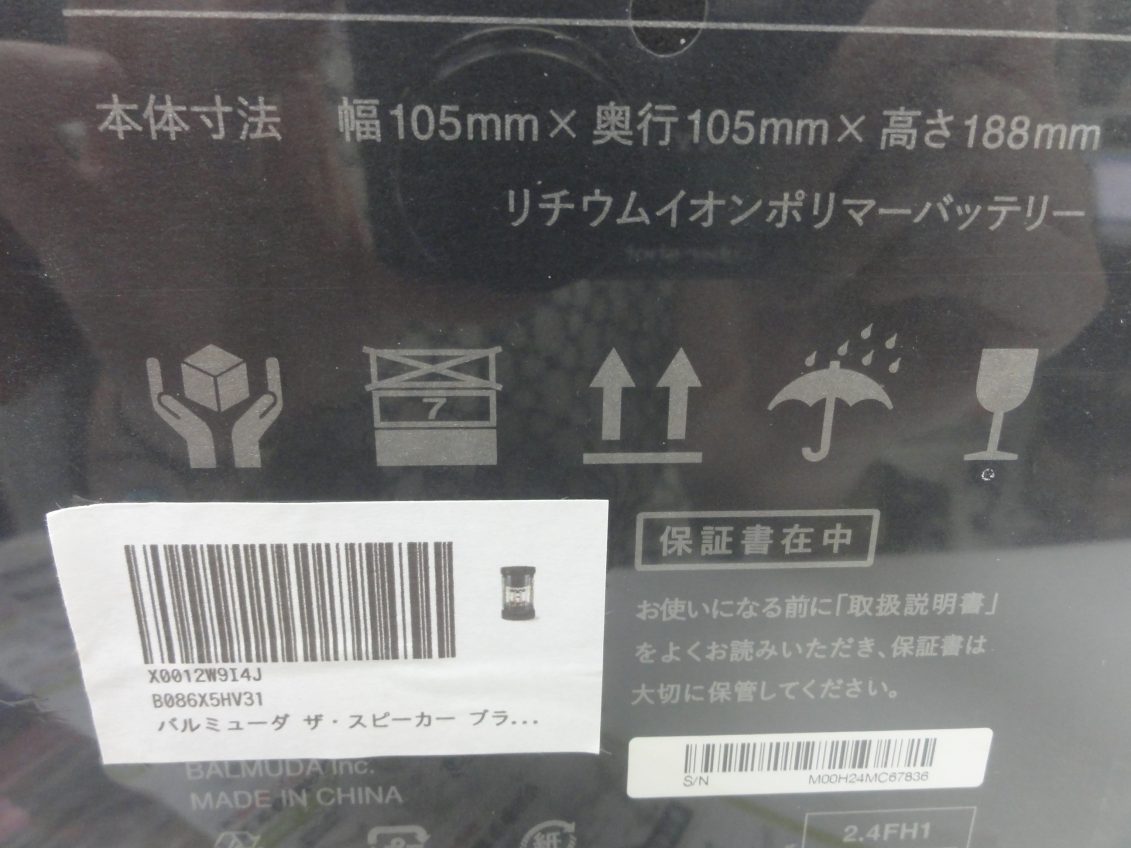 本体寸法 幅105mm×奥行105mm×高さ188mm
リチウムイオンポリマーバッテリー
7
保証書在中
お使いになる前に「取扱説明書」
をよくお読みいただき、保証書は
大切に保管してください。
X0012W9I4J
B086X5HV31
バルミューダ ザ・スピーカー ブラ...
S/N M00H24MC67836
BALMUDA Inc.
MADE IN CHINA
2.4FH1
紙